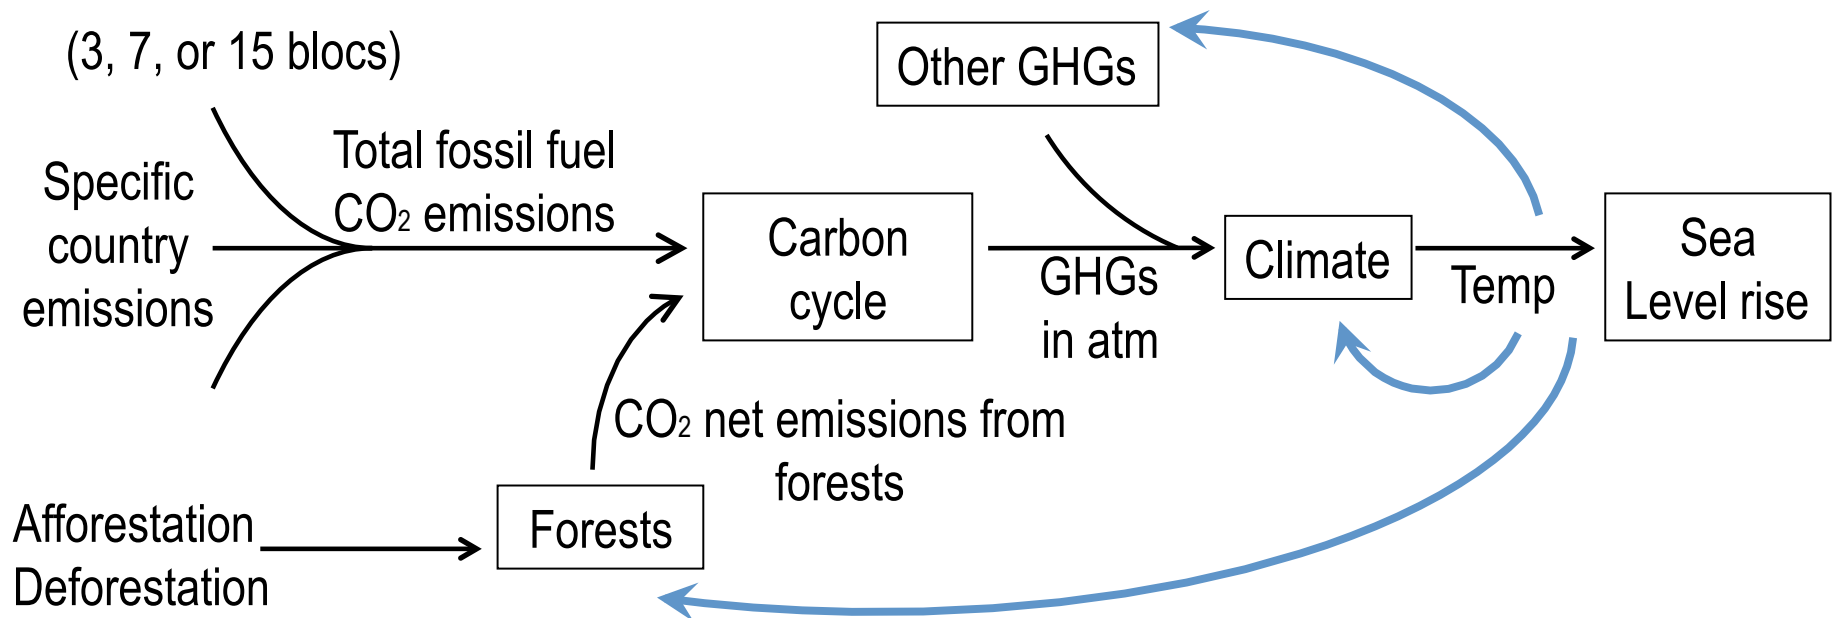 (3, 7, or 15 blocs)
Specific
country
emissions
Total fossil fuel
CO₂ emissions
Other GHGs
Carbon
cycle
GHGs
in atm
Climate
Temp
Sea
Level rise
CO₂ net emissions from
forests
Afforestation
Deforestation
Forests